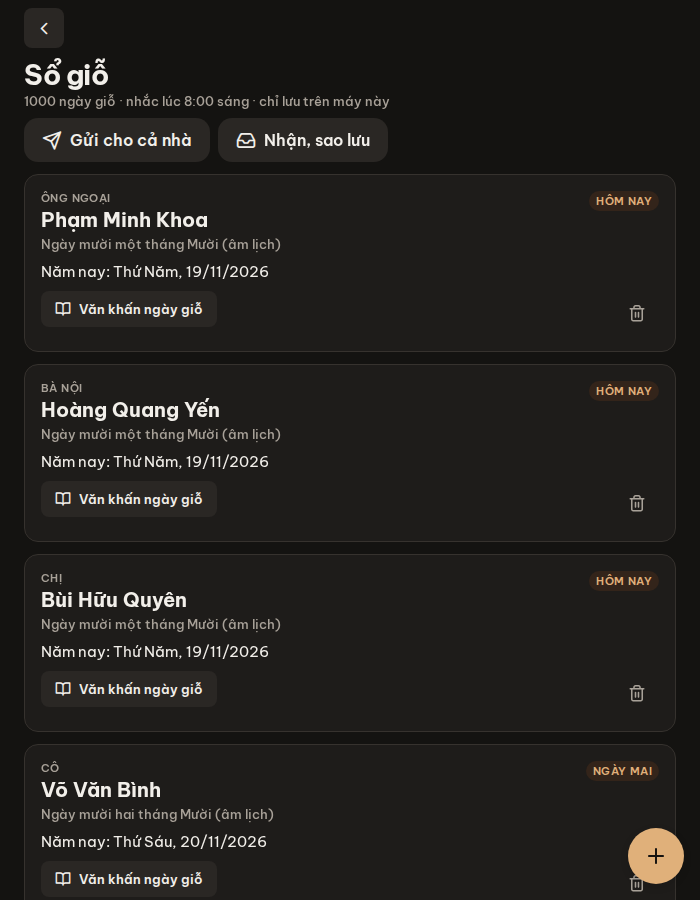 Sổ giỗ
1000 ngày giỗ · nhắc lúc 8:00 sáng · chỉ lưu trên máy này
Gửi cho cả nhà
Nhận, sao lưu
ÔNG NGOẠI
HÔM NAY
Phạm Minh Khoa
Ngày mười một tháng Mười (âm lịch)
Năm nay: Thứ Năm, 19/11/2026
Văn khấn ngày giỗ
BÀ NỘI
HÔM NAY
Hoàng Quang Yến
Ngày mười một tháng Mười (âm lịch)
Năm nay: Thứ Năm, 19/11/2026
Văn khấn ngày giỗ
CHỊ
HÔM NAY
Bùi Hữu Quyên
Ngày mười một tháng Mười (âm lịch)
Năm nay: Thứ Năm, 19/11/2026
Văn khấn ngày giỗ
CÔ
NGÀY MAI
Võ Văn Bình
Ngày mười hai tháng Mười (âm lịch)
Năm nay: Thứ Sáu, 20/11/2026
Văn khấn ngày giỗ